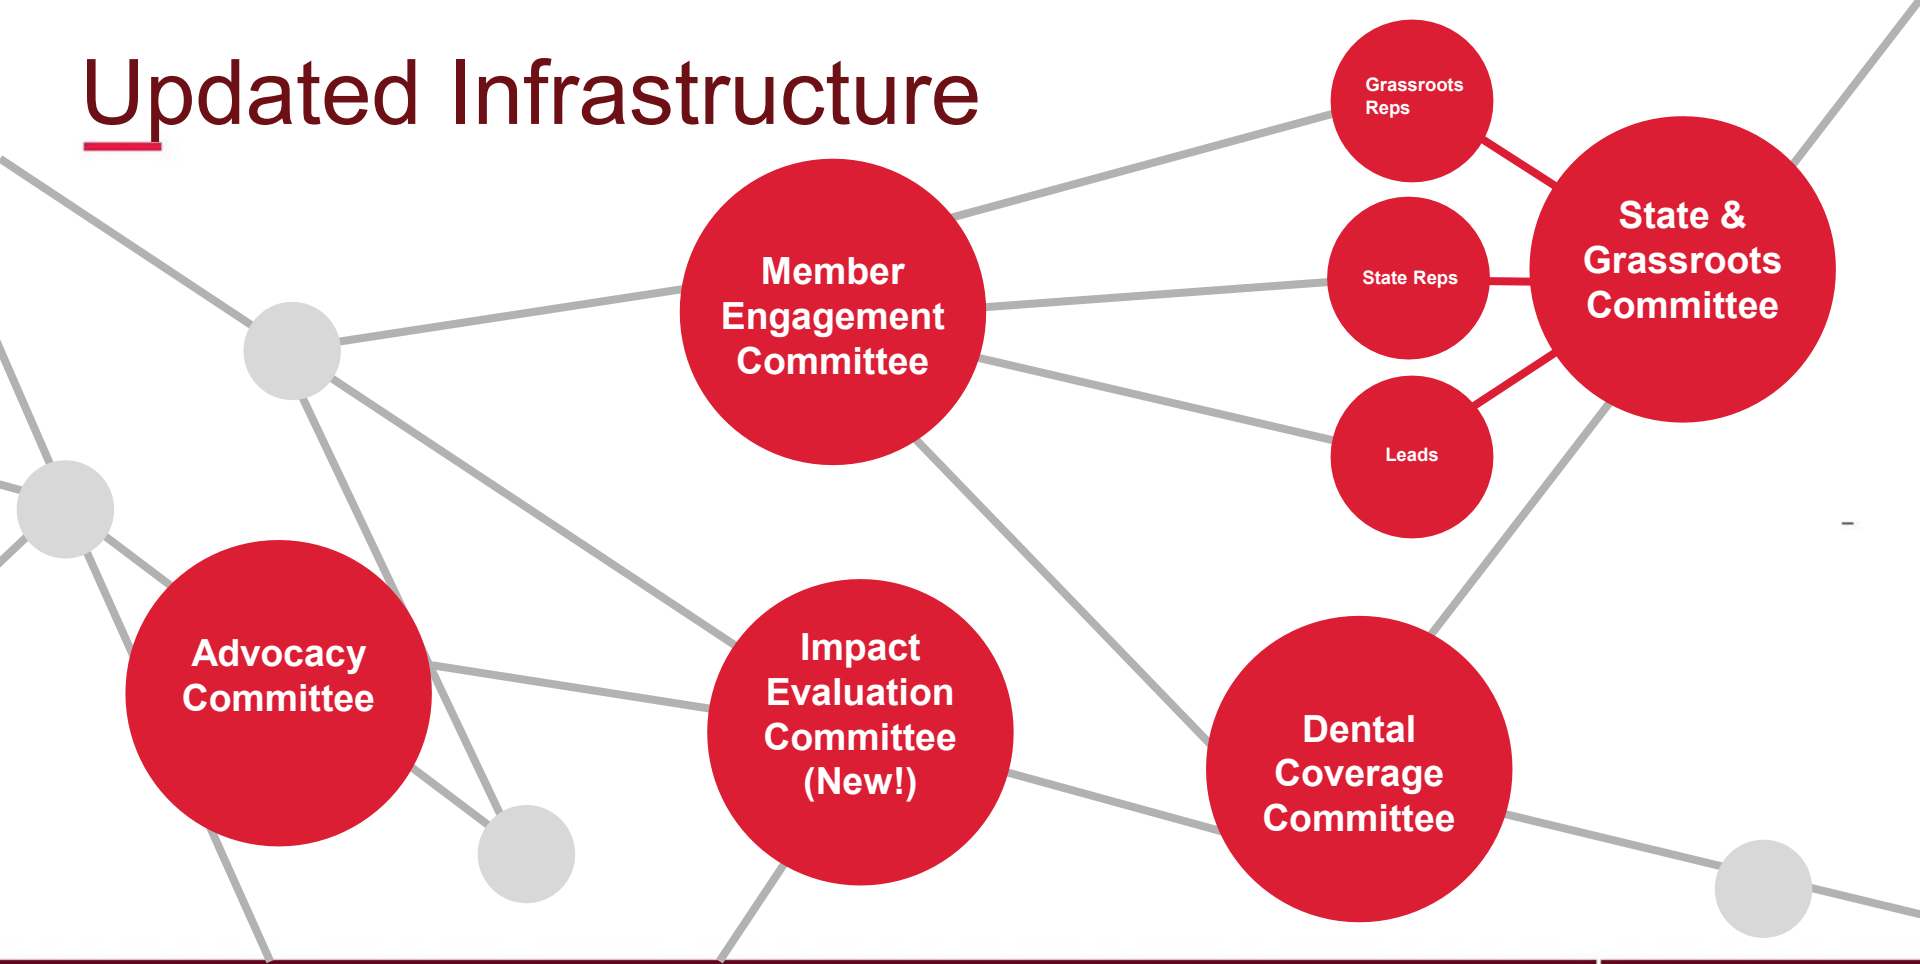 Updated Infrastructure
Grassroots
Reps
State &
Grassroots
Committee
Member
Engagement
Committee
State Reps
Leads
Advocacy
Committee
Impact
Evaluation
Committee
(New!)
Dental
Coverage
Committee